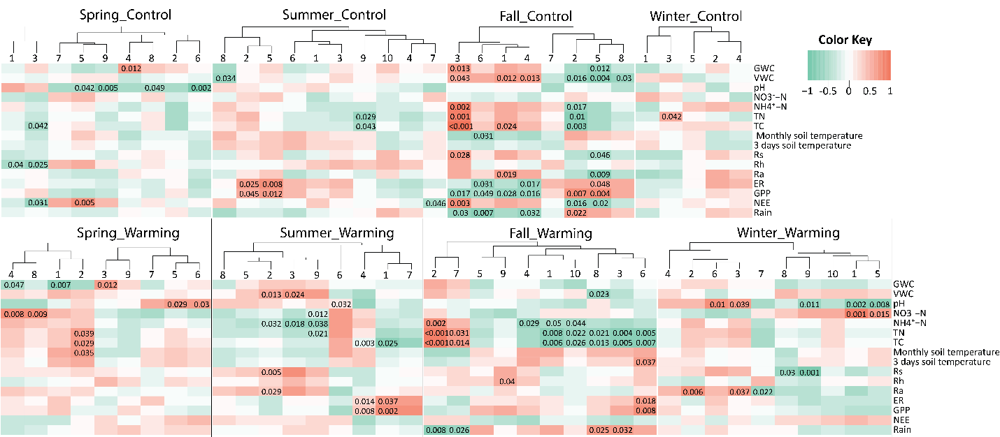 Spring_Control Summer_Control Fall_Control Winter_Control
Color Key
1 3 7 5 9 4 8 2 6 8 2 5 6 1 3 9 10 4 7 3 6 1 4 7 2 5 8 1 3 5 2 4
0.012 0.013 0.012 GWC
0.034 0.043 0.012 0.013 0.016 0.004 0.03 VWC
0.042 0.005 0.049 0.002 pH
−1 -0.5 0 0.5 1
NO3⁻−N
0.002 0.017 NH4⁺−N
0.029 0.001 0.01 0.042 TN
0.042 0.043 <0.001 0.024 0.003 TC
0.031 Monthly soil temperature
3 days soil temperature
0.028 0.046 Rs
0.04 0.025 Rh
0.019 0.009 Ra
0.025 0.008 0.031 0.017 0.048 ER
0.045 0.012 0.017 0.049 0.028 0.016 0.007 0.004 GPP
0.031 0.005 0.046 0.003 0.016 0.02 NEE
0.03 0.007 0.032 0.022 Rain
Spring_Warming Summer_Warming Fall_Warming Winter_Warming
4 8 1 2 3 9 7 5 6 8 5 2 3 9 6 4 1 7 2 7 5 9 4 1 10 8 3 6 4 2 6 3 7 8 9 10 1 5
0.047 0.007 0.012 GWC
0.013 0.024 0.023 VWC
0.029 0.03 0.032 0.01 0.039 0.011 0.002 0.008 pH
0.008 0.009 0.012 0.001 0.015 NO3⁻−N
0.032 0.018 0.038 0.002 0.029 0.05 0.044 NH4⁺−N
0.039 0.021 <0.001 0.031 0.008 0.022 0.021 0.004 0.005 TN
0.029 0.003 0.025 <0.001 0.014 0.006 0.026 0.013 0.005 0.007 TC
0.035 Monthly soil temperature
0.037 3 days soil temperature
0.005 0.03 0.001 Rs
0.04 Rh
0.029 0.006 0.037 0.022 Ra
0.014 0.037 0.018 ER
0.008 0.002 0.008 GPP
NEE
0.008 0.026 0.025 0.032 Rain